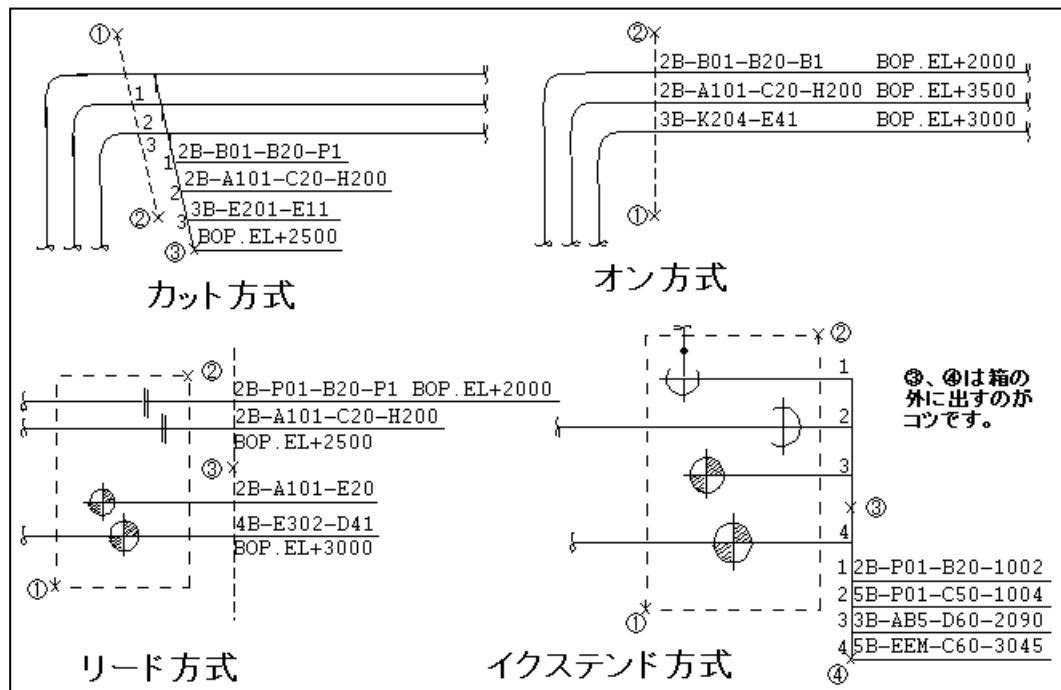 ①
1
2
3
1 2B-B01-B20-P1
2 2B-A101-C20-H200
②
3 3B-E201-E11
③ BOP.EL+2500
カット方式
②
2B-B01-B20-B1 BOP.EL+2000
2B-A101-C20-H200 BOP.EL+3500
3B-K204-E41 BOP.EL+3000
①
オン方式
②
2B-P01-B20-P1 BOP.EL+2000
2B-A101-C20-H200
BOP.EL+2500
③
2B-A101-E20
4B-E302-D41
BOP.EL+3000
①
リード方式
②
1
2
3
③
4
1 2B-P01-B20-1002
2 5B-P01-C50-1004
①
3 3B-AB5-D60-2090
4 5B-EEM-C60-3045
④
イクステンド方式
③、④は箱の
外に出すのが
コツです。